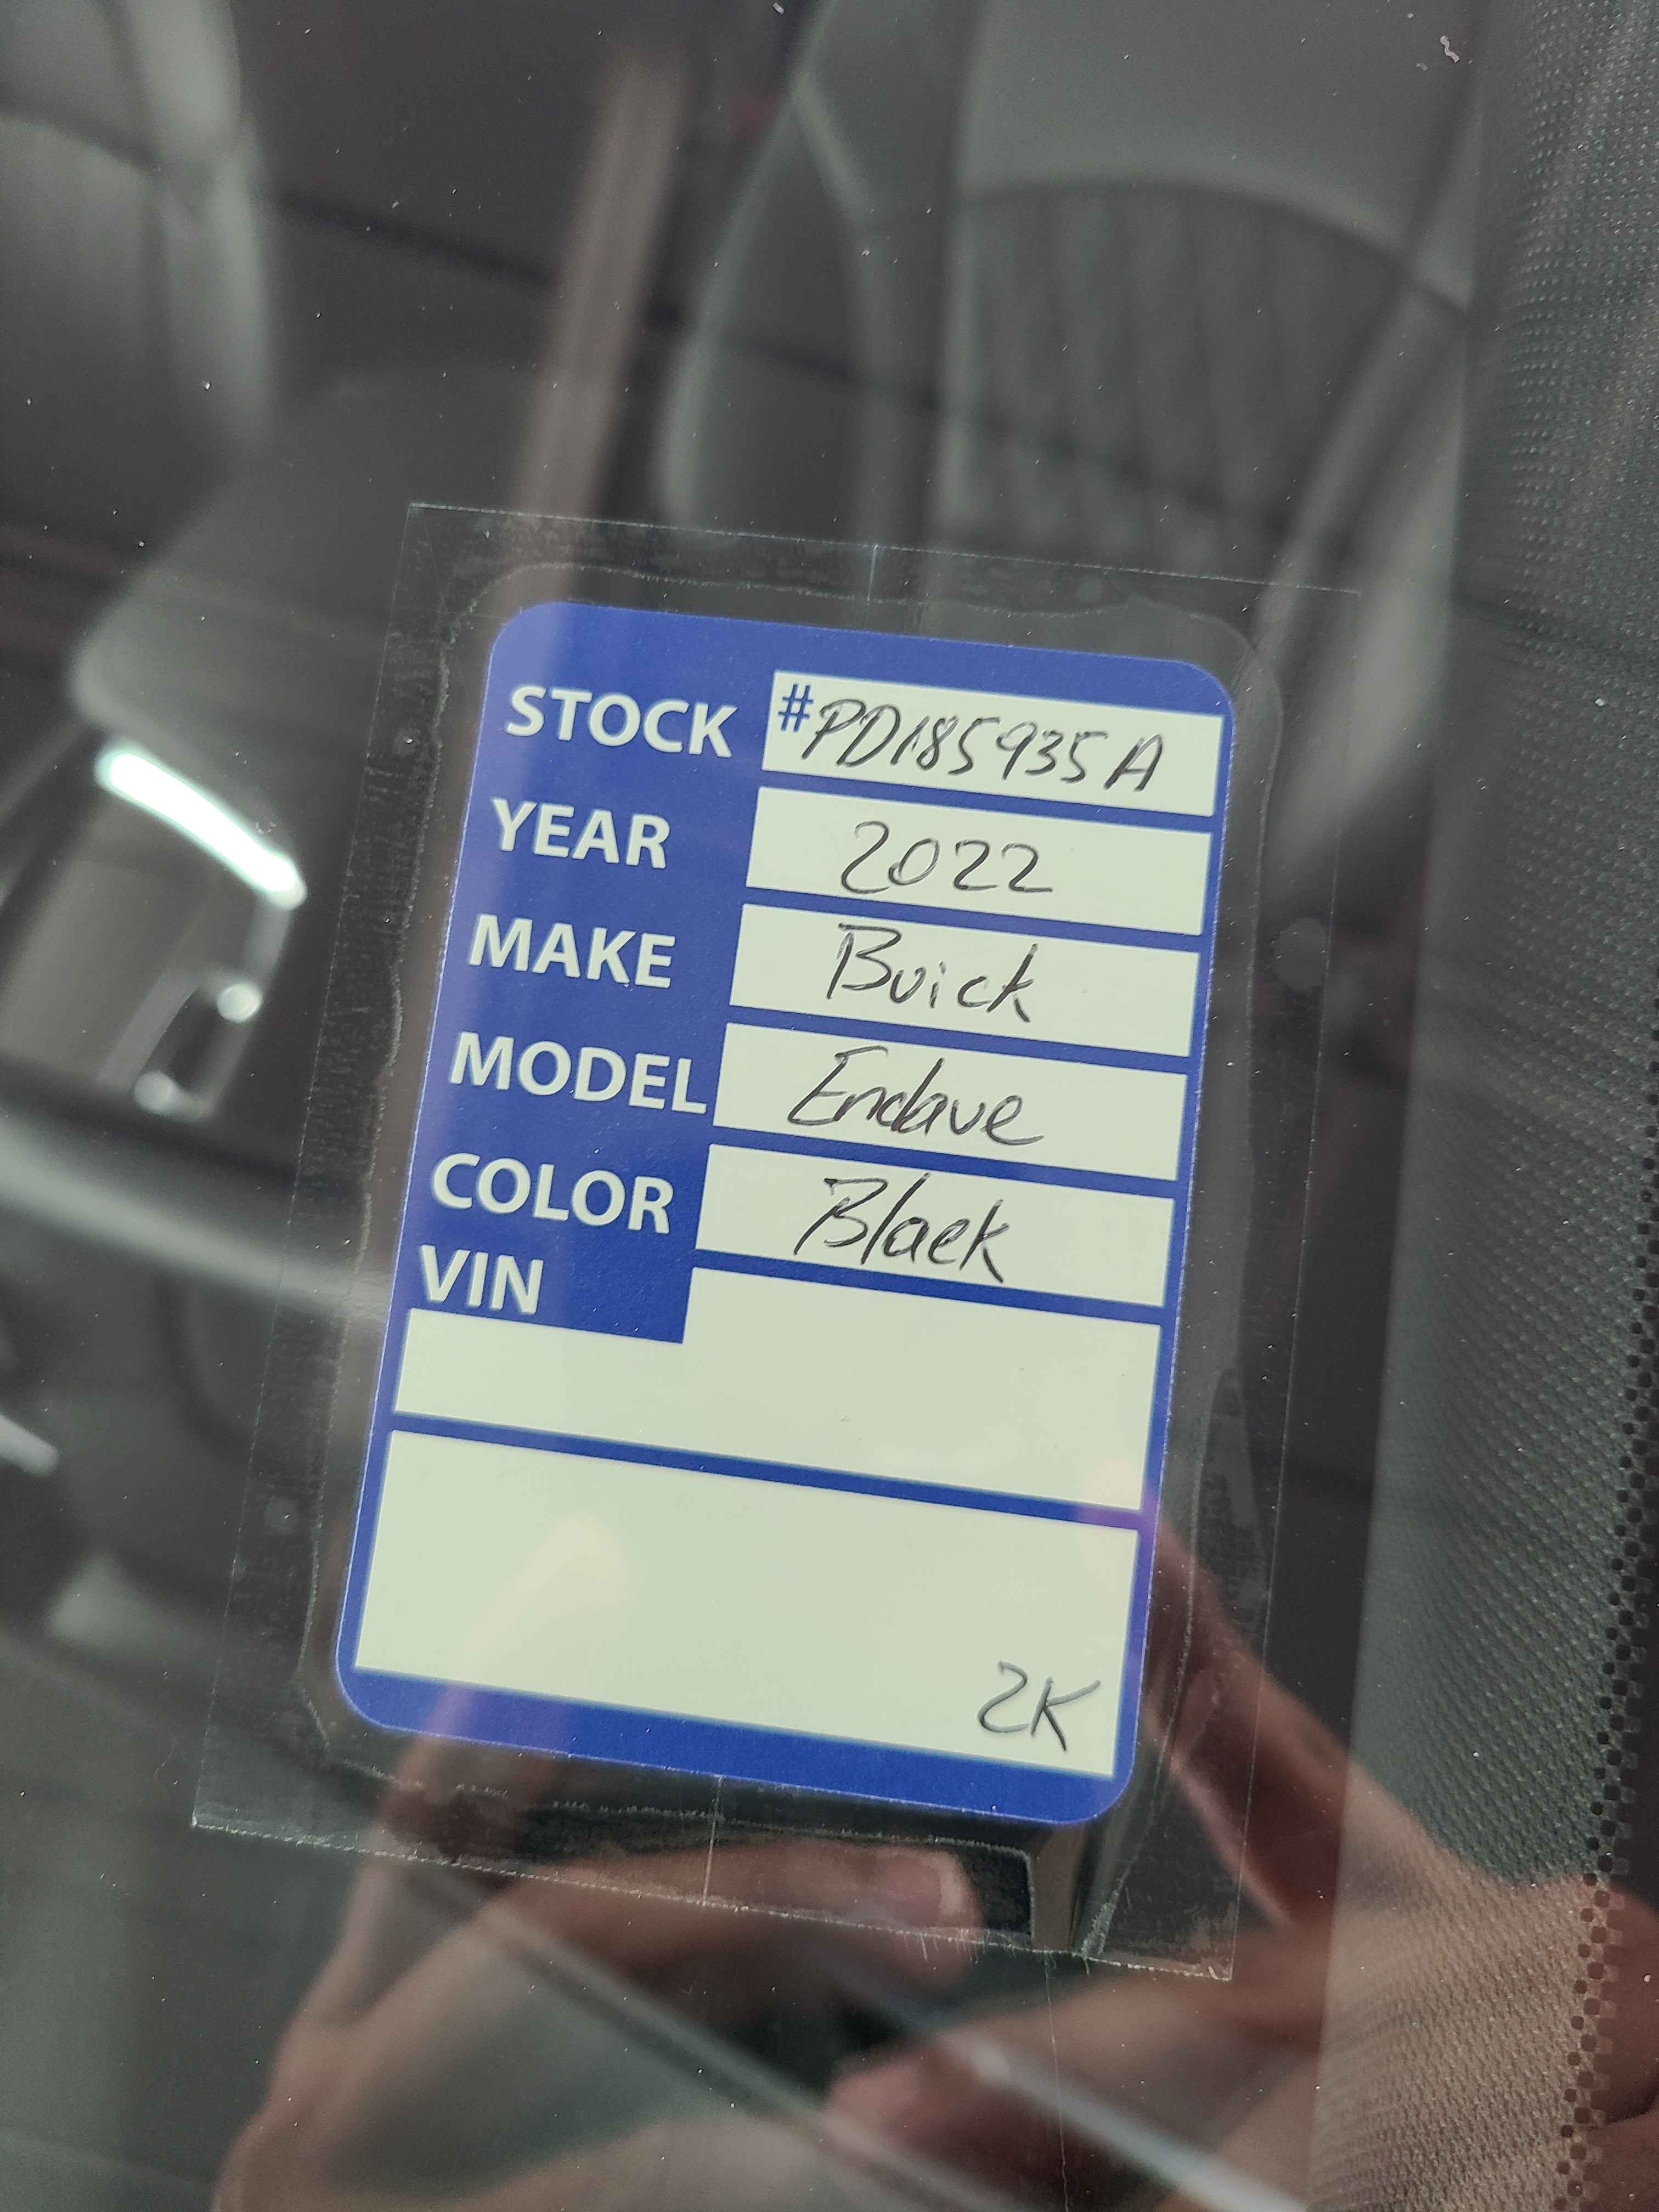 STOCK #PD185935A
YEAR 2022
MAKE Buick
MODEL Enclave
COLOR Black
VIN
2K